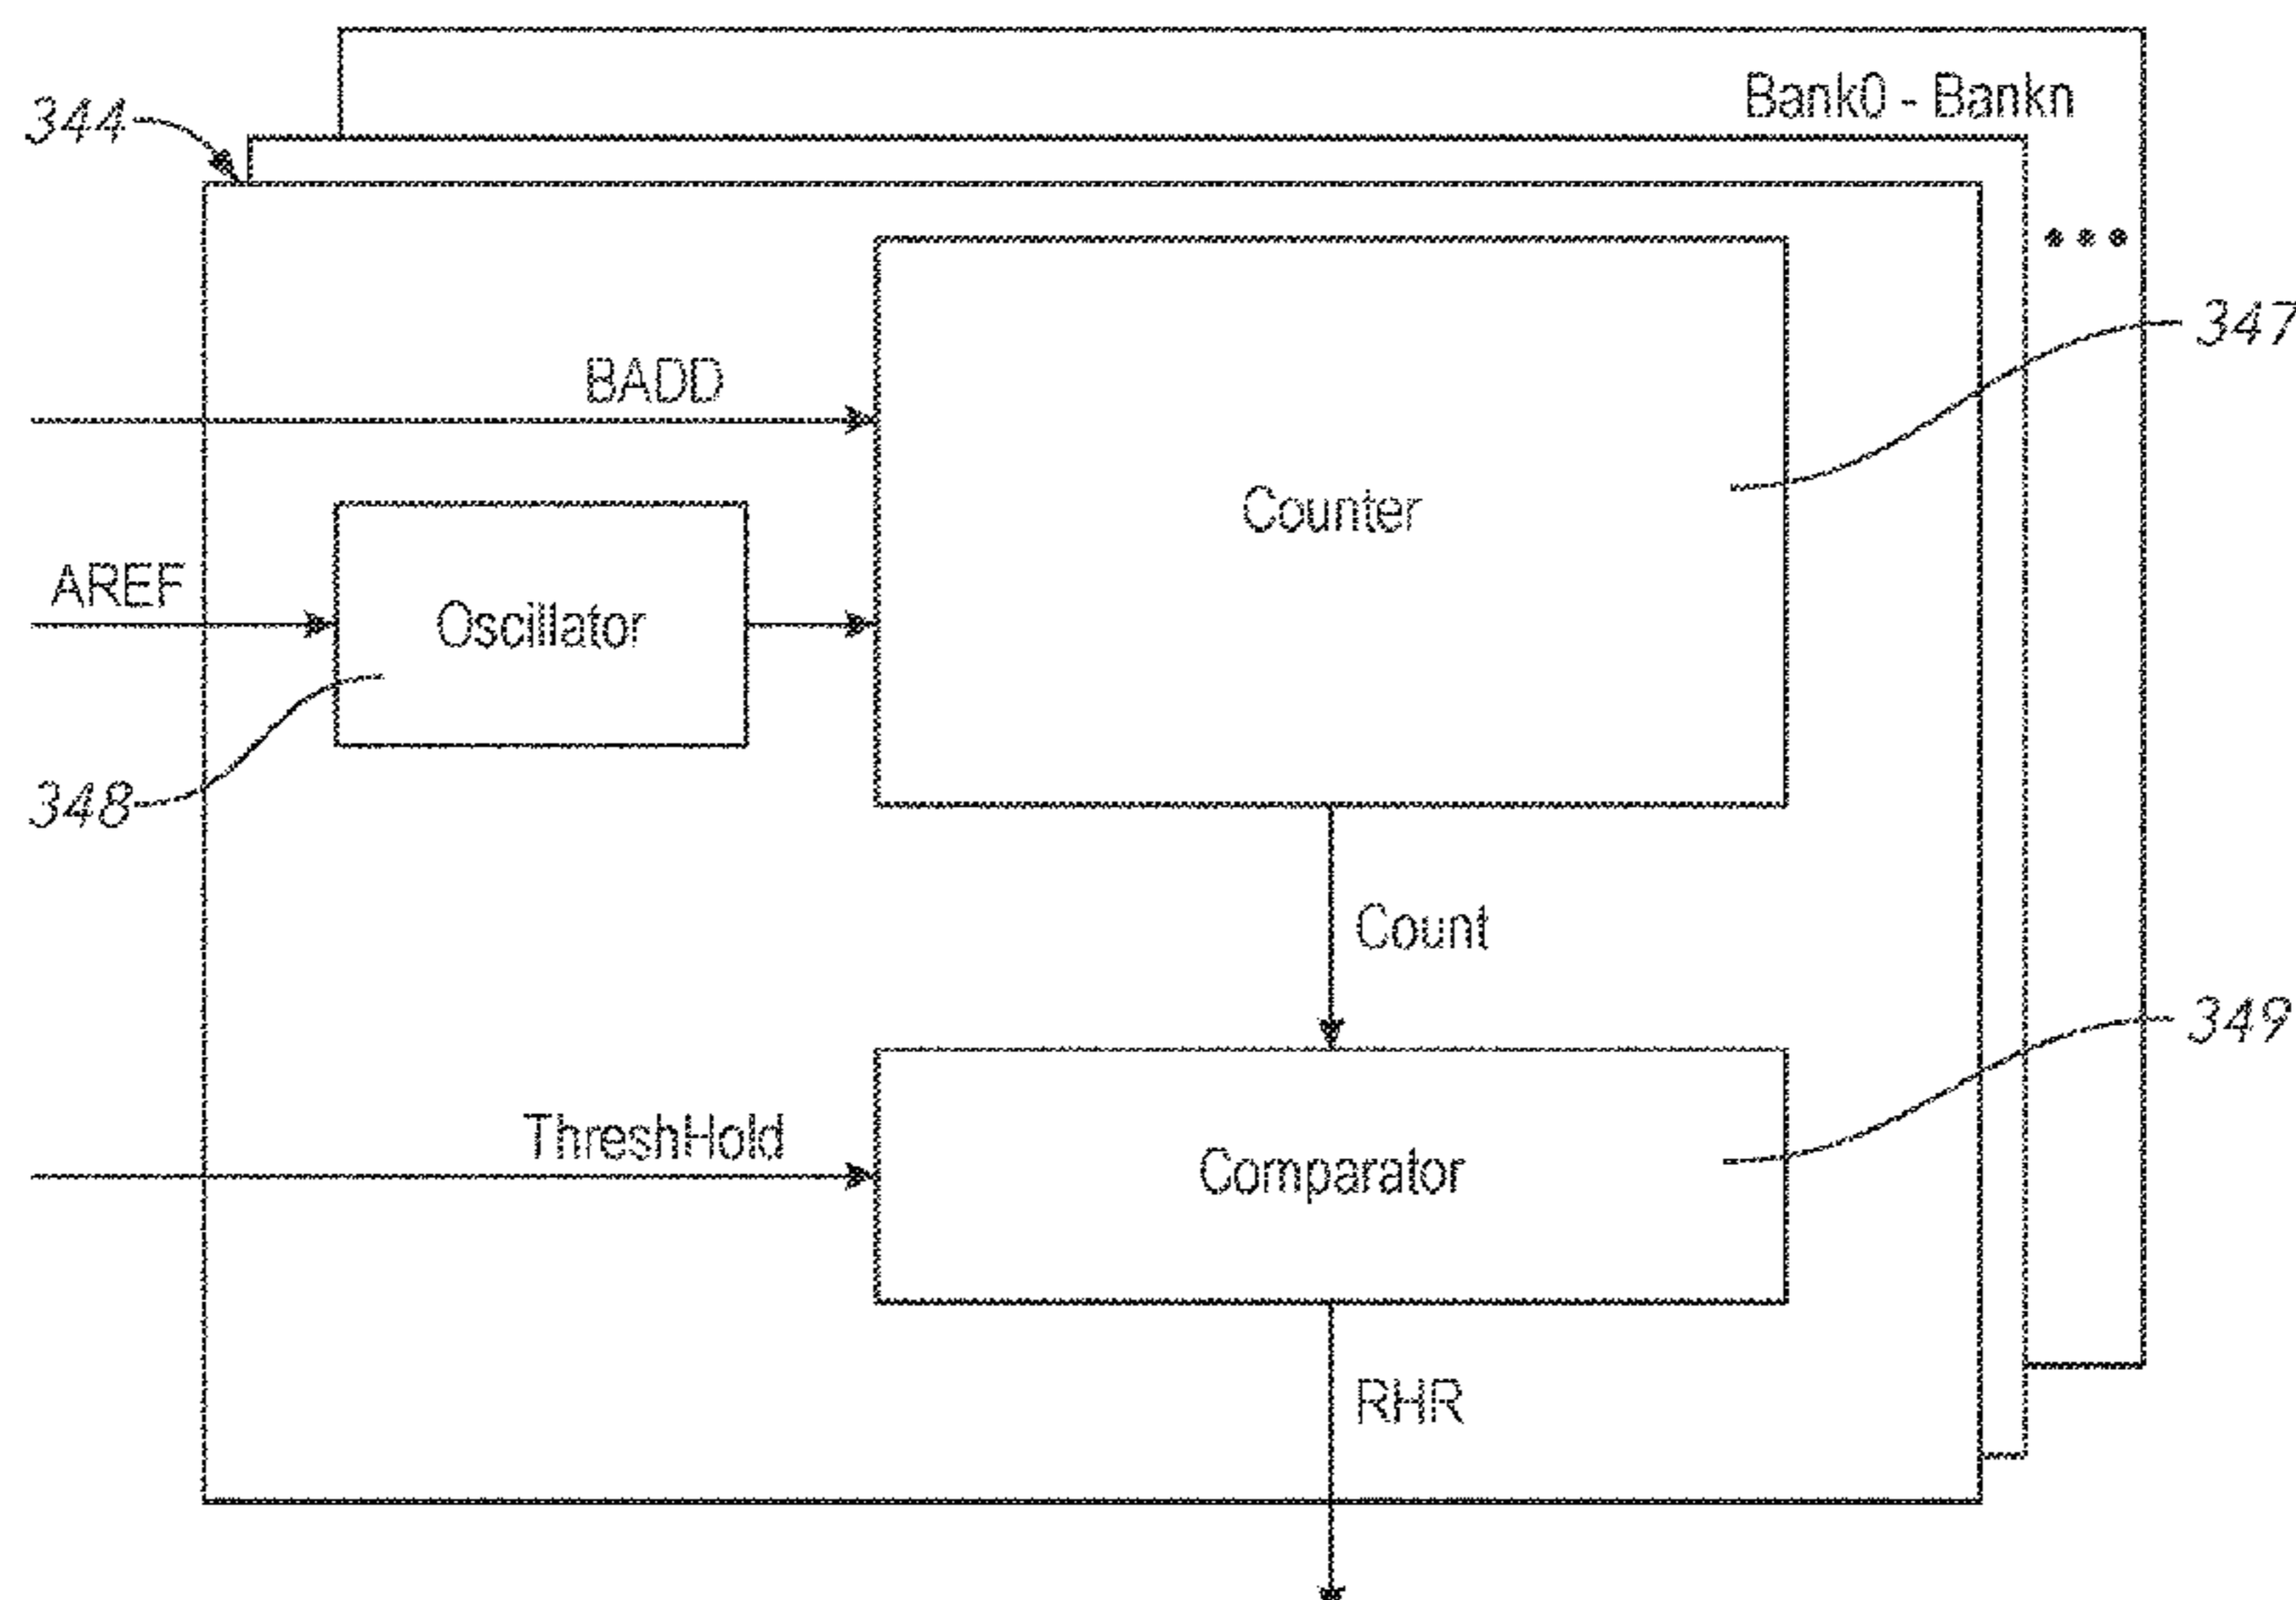 Bank0 - Bankn
344
347
BADD
Counter
AREF
Oscillator
348
Count
349
ThreshHold
Comparator
RHR